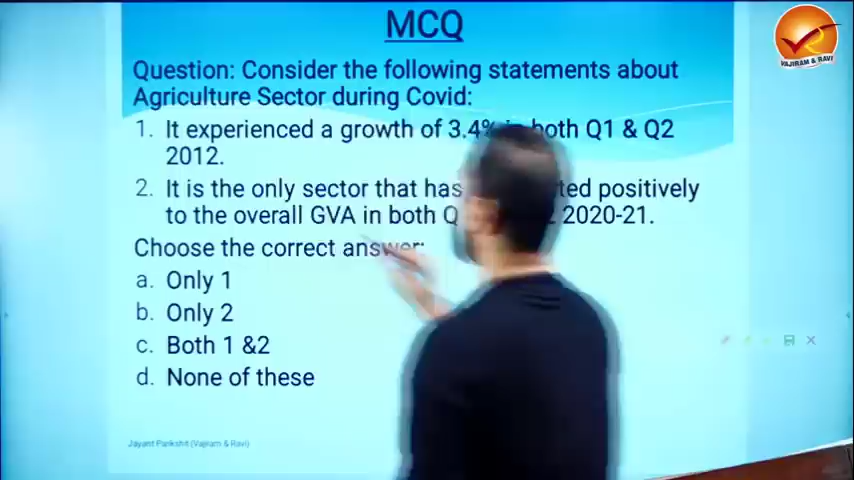 MCQ
VAJIRAM & RAVI
Question: Consider the following statements about
Agriculture Sector during Covid:
1. It experienced a growth of 3.4% both Q1 & Q2
2012.
2. It is the only sector that has positively
to the overall GVA in both Q 2020-21.
Choose the correct answer:
a. Only 1
b. Only 2
c. Both 1 &2
d. None of these
Jayant Parikshit (Vajiram & Ravi)